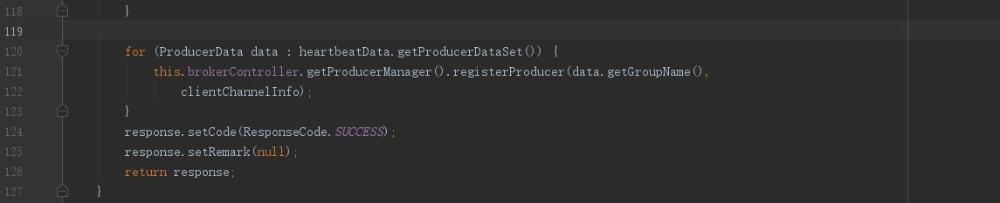 118 }
119
120 for (ProducerData data : heartbeatData.getProducerDataSet()) {
121 this.brokerController.getProducerManager().registerProducer(data.getGroupName(),
122 clientChannelInfo);
123 }
124 response.setCode(ResponseCode.SUCCESS);
125 response.setRemark(null);
126 return response;
127 }